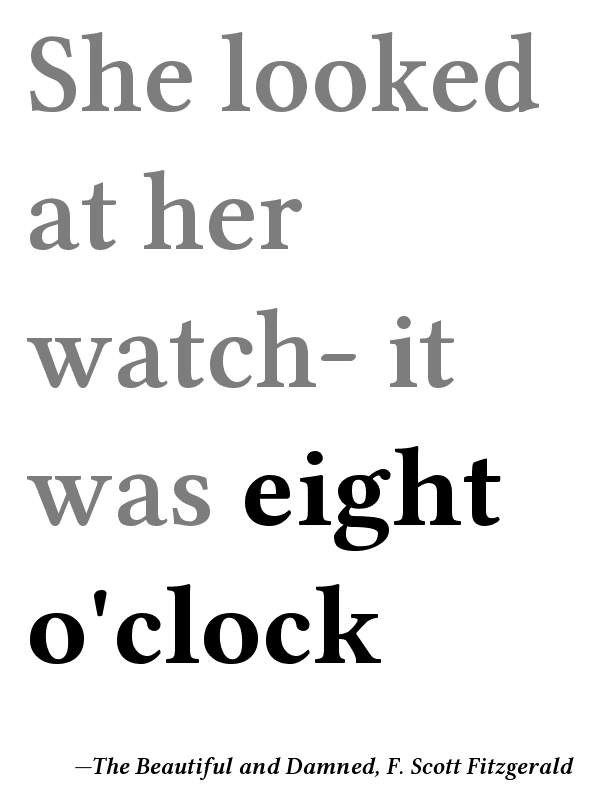 She looked
at her
watch– it
was eight
o'clock
—The Beautiful and Damned, F. Scott Fitzgerald